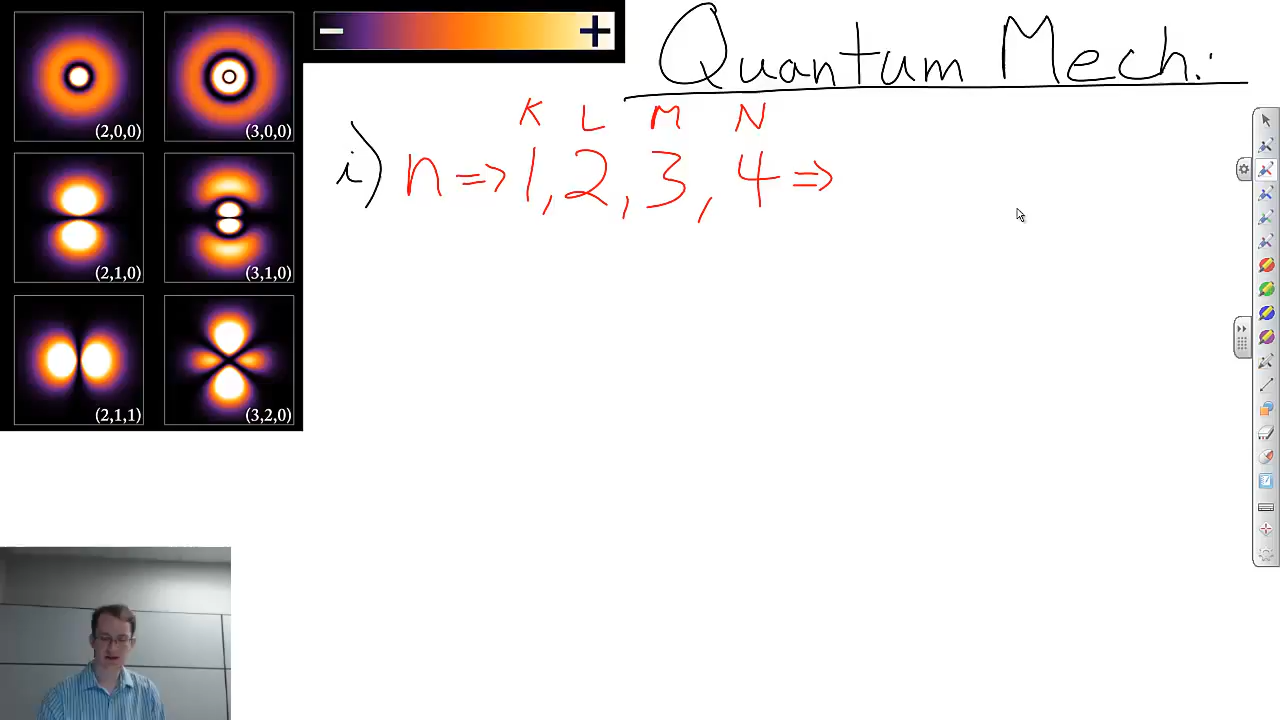 − +
Quantum Mech.
K L M N
i) n => 1, 2, 3, 4 =>
(2,0,0) (3,0,0)
(2,1,0) (3,1,0)
(2,1,1) (3,2,0)